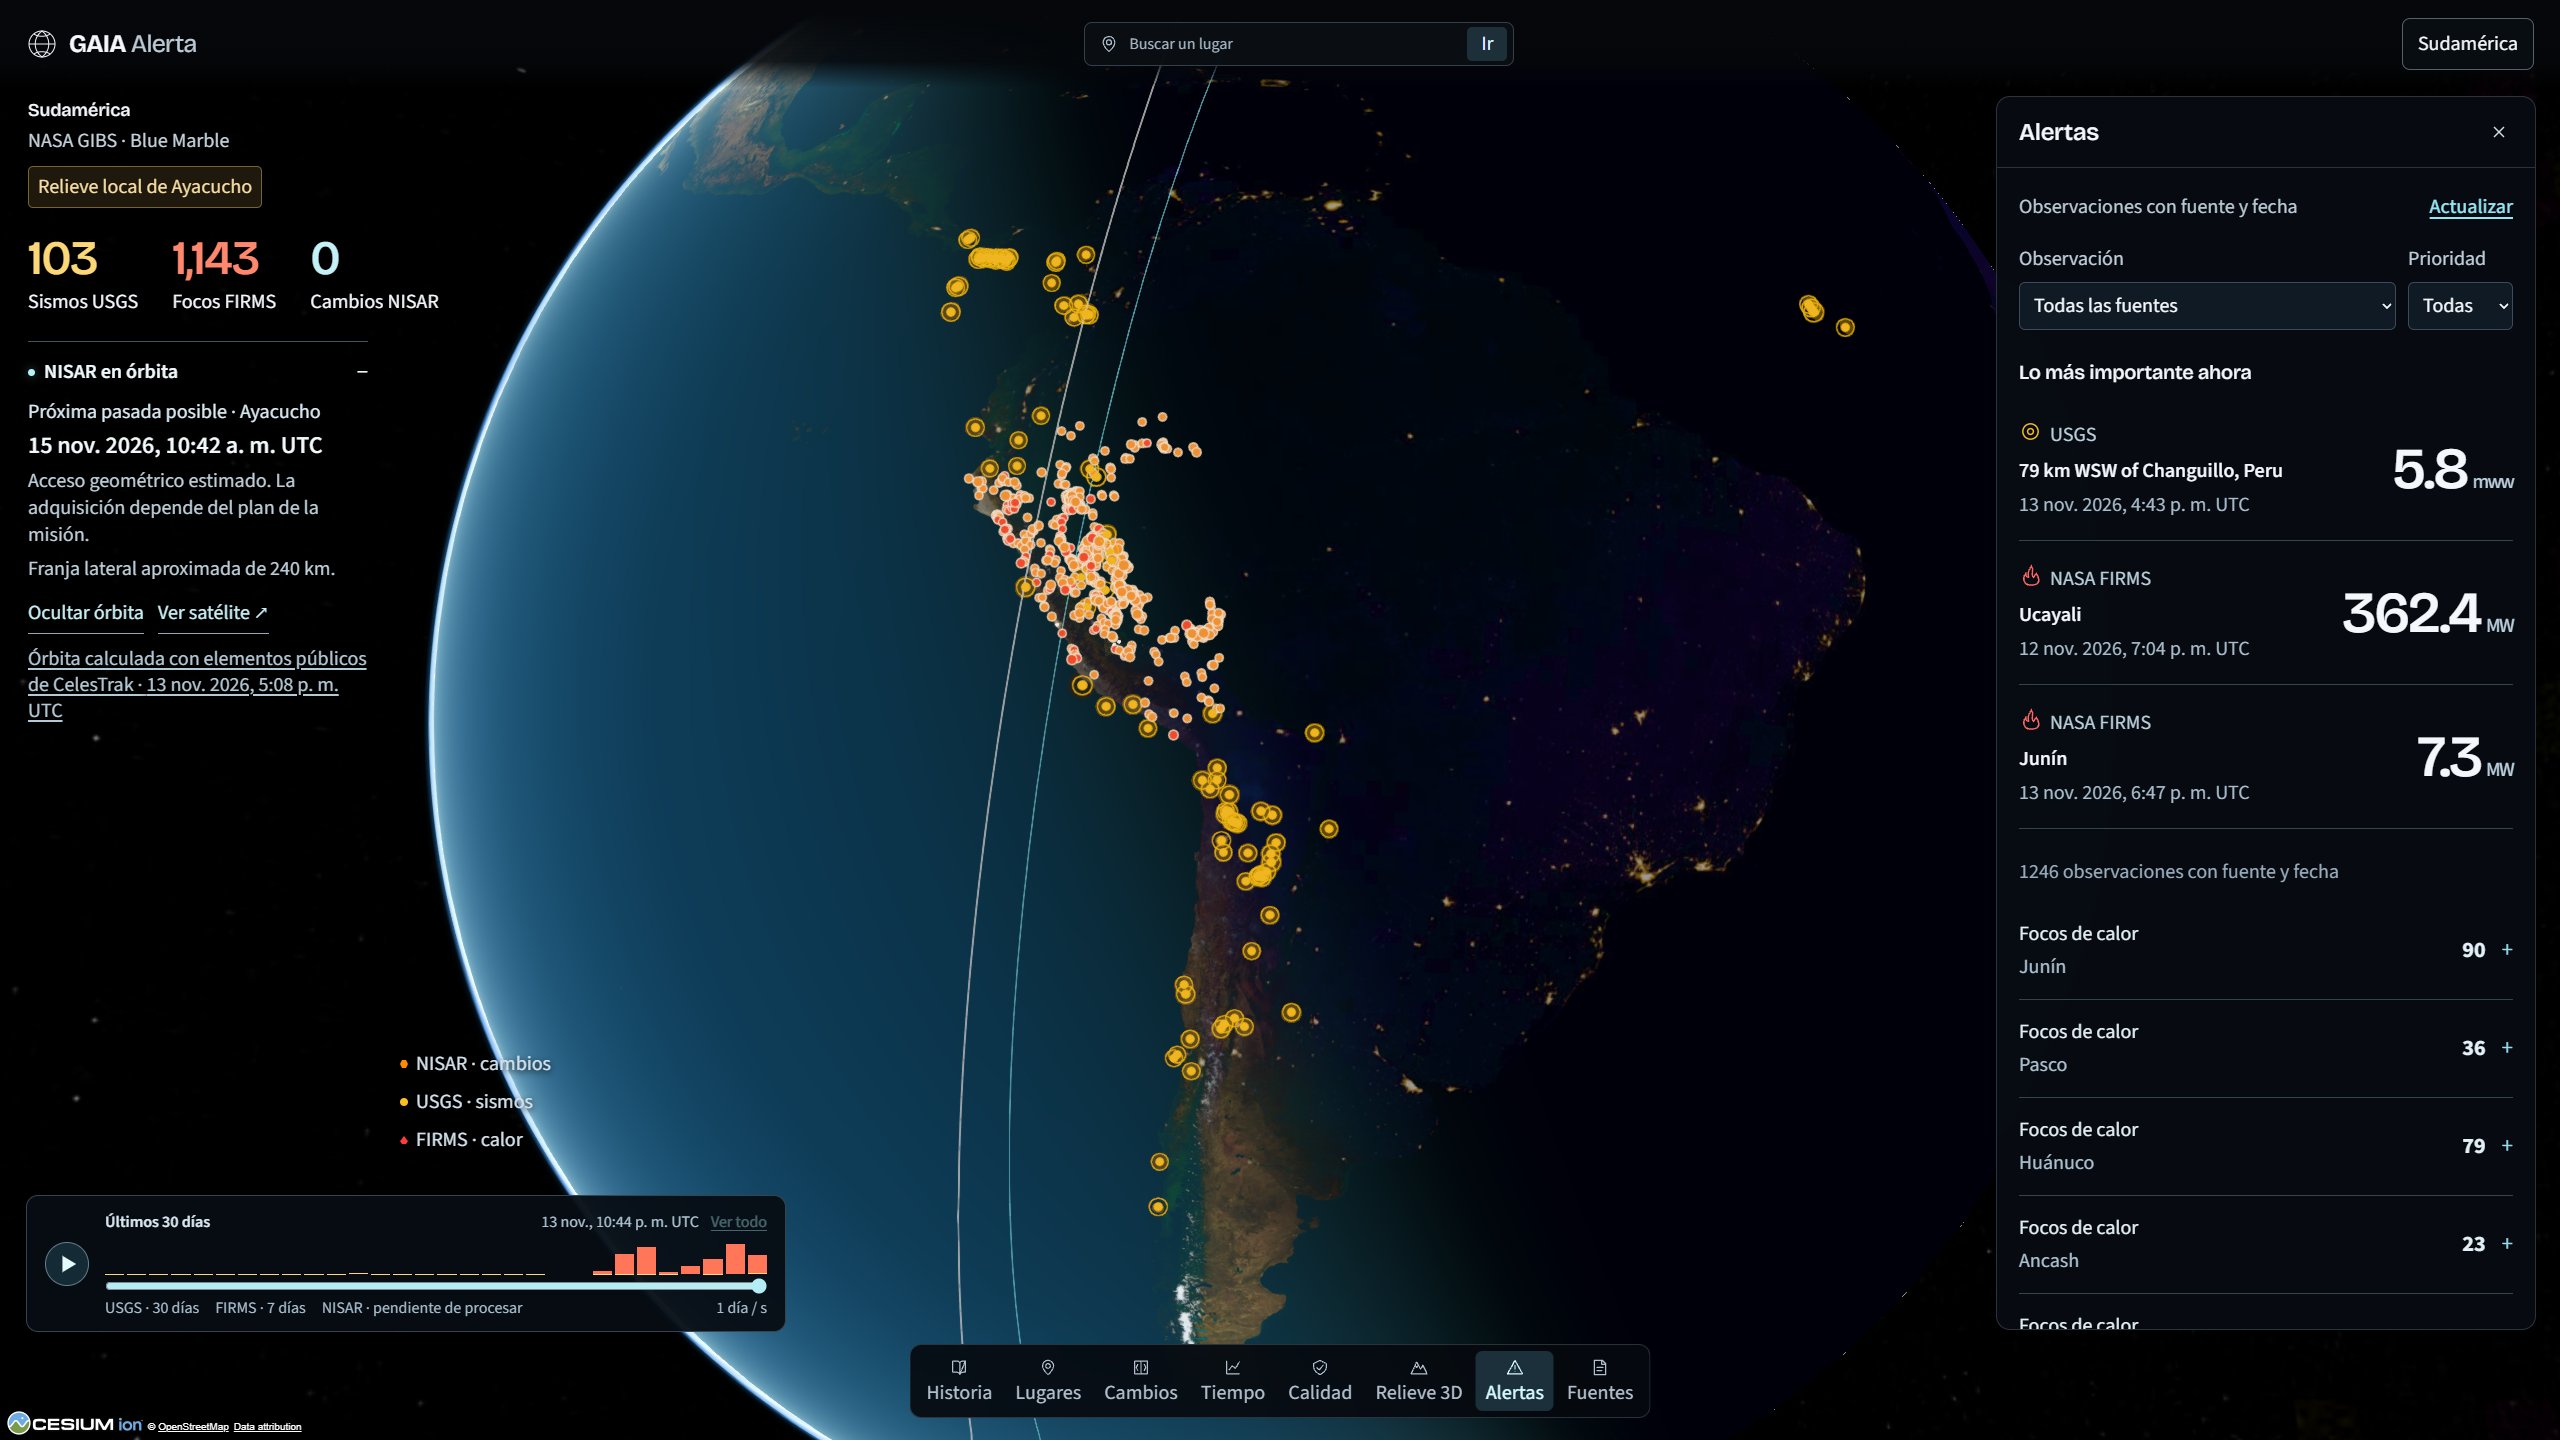 GAIA Alerta
Buscar un lugar
Ir
Sudamérica
Sudamérica
NASA GIBS · Blue Marble
Relieve local de Ayacucho
103
Sismos USGS
1,143
Focos FIRMS
0
Cambios NISAR
NISAR en órbita
Próxima pasada posible · Ayacucho
15 nov. 2026, 10:42 a. m. UTC
Acceso geométrico estimado. La
adquisición depende del plan de la
misión.
Franja lateral aproximada de 240 km.
Ocultar órbita Ver satélite ↗
Órbita calculada con elementos públicos
de CelesTrak · 13 nov. 2026, 5:08 p. m.
UTC
NISAR · cambios
USGS · sismos
FIRMS · calor
Últimos 30 días
13 nov., 10:44 p. m. UTC Ver todo
USGS · 30 días FIRMS · 7 días NISAR · pendiente de procesar
1 día / s
Alertas
Observaciones con fuente y fecha
Actualizar
Observación
Todas las fuentes
Prioridad
Todas
Lo más importante ahora
USGS
79 km WSW of Changuillo, Peru
13 nov. 2026, 4:43 p. m. UTC
5.8 mww
NASA FIRMS
Ucayali
12 nov. 2026, 7:04 p. m. UTC
362.4 MW
NASA FIRMS
Junín
13 nov. 2026, 6:47 p. m. UTC
7.3 MW
1246 observaciones con fuente y fecha
Focos de calor
Junín
90 +
Focos de calor
Pasco
36 +
Focos de calor
Huánuco
79 +
Focos de calor
Ancash
23 +
Focos de calor
Historia
Lugares
Cambios
Tiempo
Calidad
Relieve 3D
Alertas
Fuentes
CESIUM ion © OpenStreetMap Data attribution